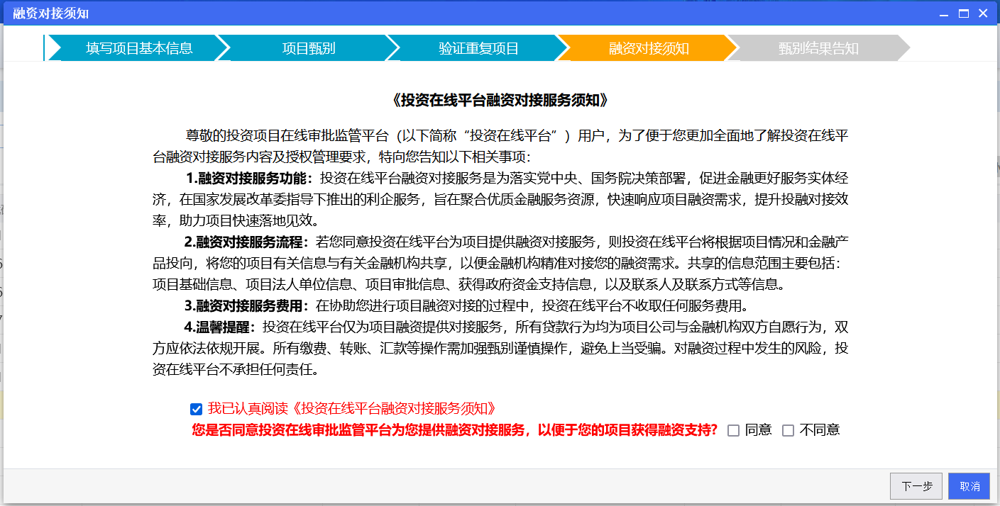 融资对接须知
填写项目基本信息 项目甄别 验证重复项目 融资对接须知 甄别结果告知
《投资在线平台融资对接服务须知》
尊敬的投资项目在线审批监管平台（以下简称“投资在线平台”）用户，为了便于您更加全面地了解投资在线平
台融资对接服务内容及授权管理要求，特向您告知以下相关事项：
1.融资对接服务功能：投资在线平台融资对接服务是为落实党中央、国务院决策部署，促进金融更好服务实体经
济，在国家发展改革委指导下推出的利企服务，旨在聚合优质金融服务资源，快速响应项目融资需求，提升投融对接效
率，助力项目快速落地见效。
2.融资对接服务流程：若您同意投资在线平台为项目提供融资对接服务，则投资在线平台将根据项目情况和金融产
品投向，将您的项目有关信息与有关金融机构共享，以便金融机构精准对接您的融资需求。共享的信息范围主要包括：
项目基础信息、项目法人单位信息、项目审批信息、获得政府资金支持信息，以及联系人及联系方式等信息。
3.融资对接服务费用：在协助您进行项目融资对接的过程中，投资在线平台不收取任何服务费用。
4.温馨提醒：投资在线平台仅为项目融资提供对接服务，所有贷款行为均为项目公司与金融机构双方自愿行为，双
方应依法依规开展。所有缴费、转账、汇款等操作需加强甄别谨慎操作，避免上当受骗。对融资过程中发生的风险，投
资在线平台不承担任何责任。
我已认真阅读《投资在线平台融资对接服务须知》
您是否同意投资在线审批监管平台为您提供融资对接服务，以便于您的项目获得融资支持? 同意 不同意
下一步 取消